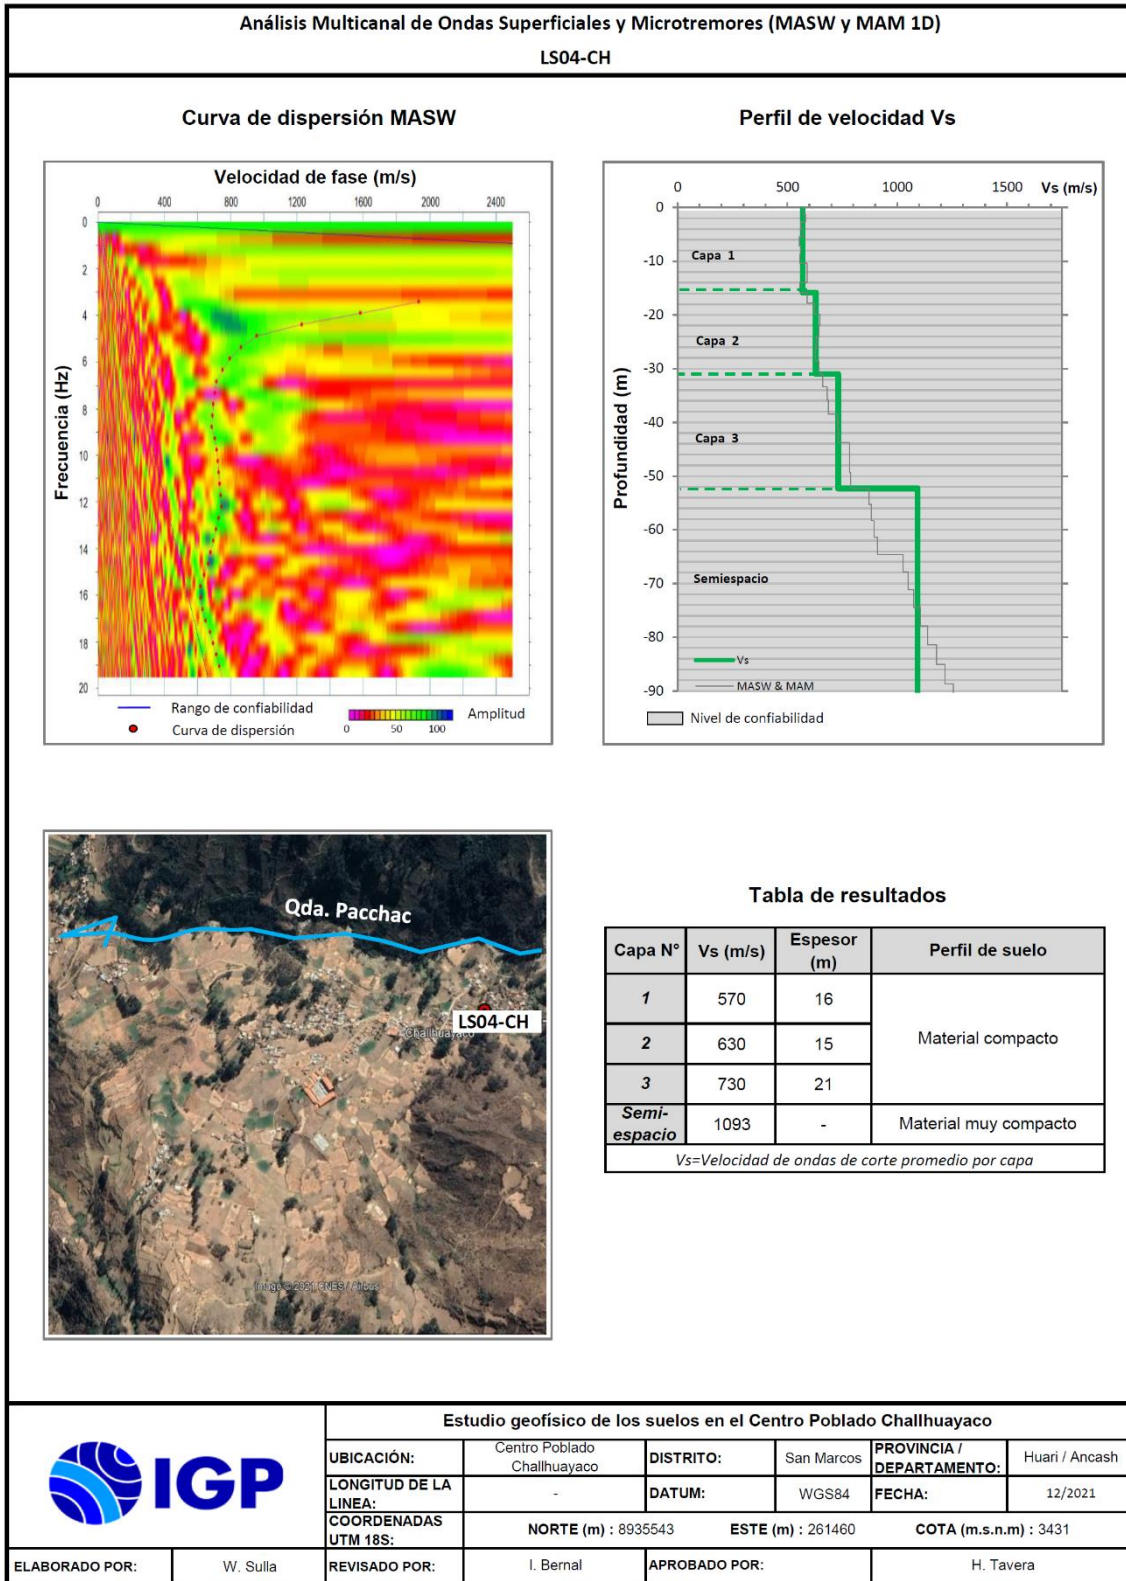 Análisis Multicanal de Ondas Superficiales y Microtremores (MASW y MAM 1D)
LS04-CH
Curva de dispersión MASW
Velocidad de fase (m/s)
0 400 800 1200 1600 2000 2400
Frecuencia (Hz)
0
2
4
6
8
10
12
14
16
18
20
Rango de confiabilidad
Curva de dispersión
0 50 100
Amplitud
Perfil de velocidad Vs
0 500 1000 1500 Vs (m/s)
Profundidad (m)
0
-10
-20
-30
-40
-50
-60
-70
-80
-90
Capa 1
Capa 2
Capa 3
Semiespacio
Vs
MASW & MAM
Nivel de confiabilidad
Qda. Pacchac
LS04-CH
Challhuayaco
Image © 2021 CNES / Airbus
Tabla de resultados
Capa N° Vs (m/s) Espesor (m) Perfil de suelo
1 570 16 Material compacto
2 630 15
3 730 21
Semi-espacio 1093 - Material muy compacto
Vs=Velocidad de ondas de corte promedio por capa
IGP
Estudio geofísico de los suelos en el Centro Poblado Challhuayaco
UBICACIÓN: Centro Poblado Challhuayaco DISTRITO: San Marcos PROVINCIA / DEPARTAMENTO: Huari / Ancash
LONGITUD DE LA LINEA: - DATUM: WGS84 FECHA: 12/2021
COORDENADAS UTM 18S: NORTE (m) : 8935543 ESTE (m) : 261460 COTA (m.s.n.m) : 3431
ELABORADO POR: W. Sulla REVISADO POR: I. Bernal APROBADO POR: H. Tavera